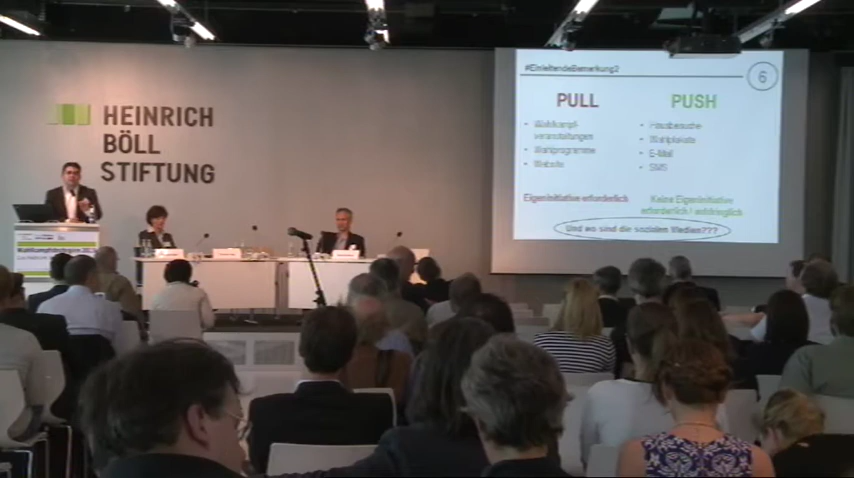 HEINRICH
BÖLL
STIFTUNG
#EinleitendeBemerkung2
6
PULL
• Wahlkampf-
veranstaltungen
• Wahlprogramme
• Website
Eigeninitiative erforderlich
PUSH
• Hausbesuche
• Wahlplakate
• E-Mail
• SMS
Keine Eigeninitiative
erforderlich / aufdringlich
Und wo sind die sozialen Medien???